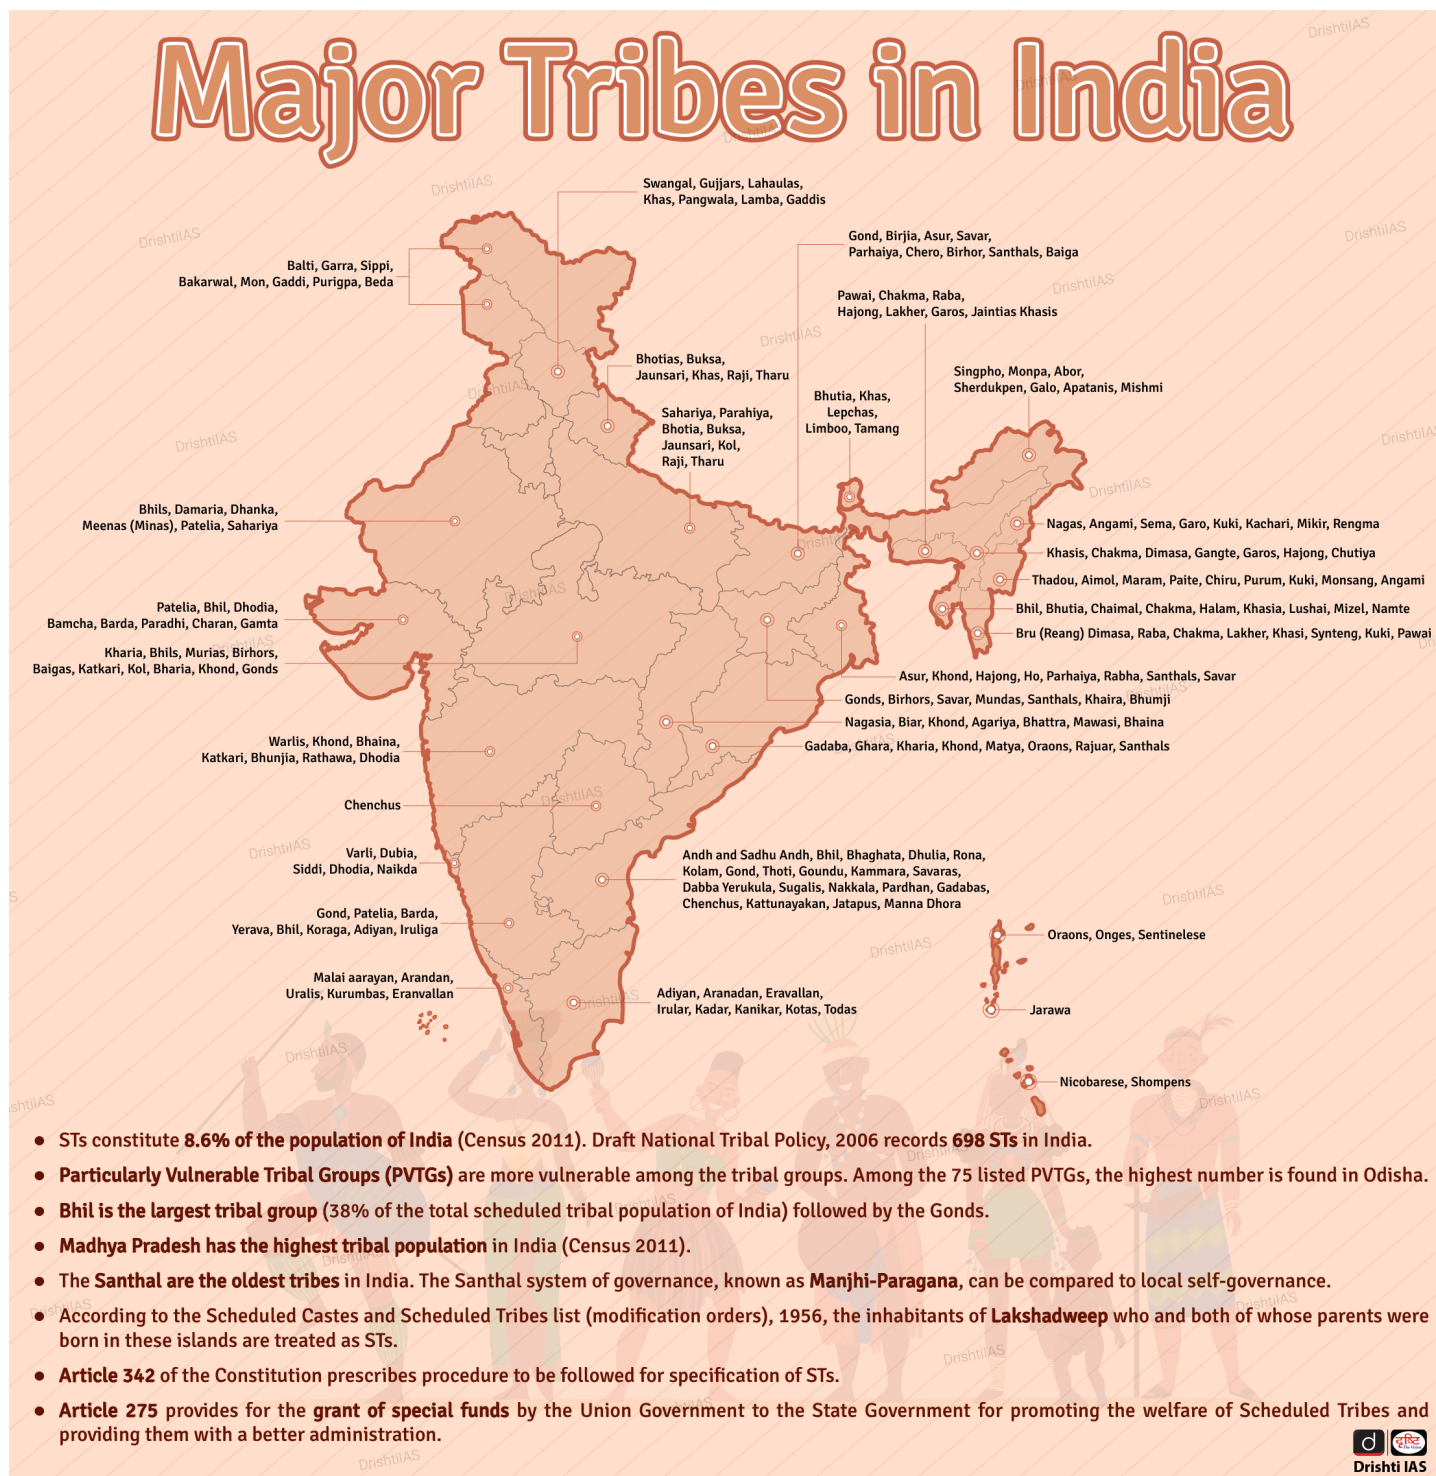 Major Tribes in India
Swangal, Gujjars, Lahaulas,
Khas, Pangwala, Lamba, Gaddis
Gond, Birjia, Asur, Savar,
Parhaiya, Chero, Birhor, Santhals, Baiga
Balti, Garra, Sippi,
Bakarwal, Mon, Gaddi, Purigpa, Beda
Pawai, Chakma, Raba,
Hajong, Lakher, Garos, Jaintias Khasis
Bhotias, Buksa,
Jaunsari, Khas, Raji, Tharu
Singpho, Monpa, Abor,
Sherdukpen, Galo, Apatanis, Mishmi
Bhutia, Khas,
Lepchas,
Limboo, Tamang
Sahariya, Parahiya,
Bhotia, Buksa,
Jaunsari, Kol,
Raji, Tharu
Bhils, Damaria, Dhanka,
Meenas (Minas), Patelia, Sahariya
Nagas, Angami, Sema, Garo, Kuki, Kachari, Mikir, Rengma
Khasis, Chakma, Dimasa, Gangte, Garos, Hajong, Chutiya
Thadou, Aimol, Maram, Paite, Chiru, Purum, Kuki, Monsang, Angami
Patelia, Bhil, Dhodia,
Bamcha, Barda, Paradhi, Charan, Gamta
Bhil, Bhutia, Chaimal, Chakma, Halam, Khasia, Lushai, Mizel, Namte
Bru (Reang) Dimasa, Raba, Chakma, Lakher, Khasi, Synteng, Kuki, Pawai
Kharia, Bhils, Murias, Birhors,
Baigas, Katkari, Kol, Bharia, Khond, Gonds
Asur, Khond, Hajong, Ho, Parhaiya, Rabha, Santhals, Savar
Gonds, Birhors, Savar, Mundas, Santhals, Khaira, Bhumji
Nagasia, Biar, Khond, Agariya, Bhattra, Mawasi, Bhaina
Gadaba, Ghara, Kharia, Khond, Matya, Oraons, Rajuar, Santhals
Warlis, Khond, Bhaina,
Katkari, Bhunjia, Rathawa, Dhodia
Chenchus
Varli, Dubia,
Siddi, Dhodia, Naikda
Andh and Sadhu Andh, Bhil, Bhaghata, Dhulia, Rona,
Kolam, Gond, Thoti, Goundu, Kammara, Savaras,
Dabba Yerukula, Sugalis, Nakkala, Pardhan, Gadabas,
Chenchus, Kattunayakan, Jatapus, Manna Dhora
Gond, Patelia, Barda,
Yerava, Bhil, Koraga, Adiyan, Iruliga
Oraons, Onges, Sentinelese
Malai aarayan, Arandan,
Uralis, Kurumbas, Eranvallan
Adiyan, Aranadan, Eravallan,
Irular, Kadar, Kanikar, Kotas, Todas
Jarawa
Nicobarese, Shompens
• STs constitute 8.6% of the population of India (Census 2011). Draft National Tribal Policy, 2006 records 698 STs in India.
• Particularly Vulnerable Tribal Groups (PVTGs) are more vulnerable among the tribal groups. Among the 75 listed PVTGs, the highest number is found in Odisha.
• Bhil is the largest tribal group (38% of the total scheduled tribal population of India) followed by the Gonds.
• Madhya Pradesh has the highest tribal population in India (Census 2011).
• The Santhal are the oldest tribes in India. The Santhal system of governance, known as Manjhi-Paragana, can be compared to local self-governance.
• According to the Scheduled Castes and Scheduled Tribes list (modification orders), 1956, the inhabitants of Lakshadweep who and both of whose parents were
born in these islands are treated as STs.
• Article 342 of the Constitution prescribes procedure to be followed for specification of STs.
• Article 275 provides for the grant of special funds by the Union Government to the State Government for promoting the welfare of Scheduled Tribes and
providing them with a better administration.
d दृष्टि The Vision
Drishti IAS